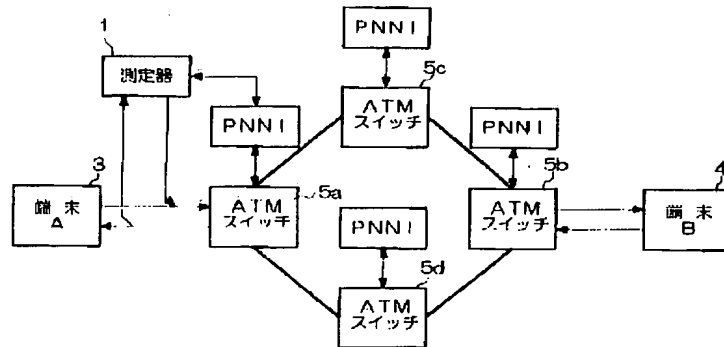 1
測定器
PNNI
5c
ATM
スイッチ
PNNI
PNNI
3
端末
A
ATM
スイッチ
5a
5b
ATM
スイッチ
4
端末
B
PNNI
5d
ATM
スイッチ